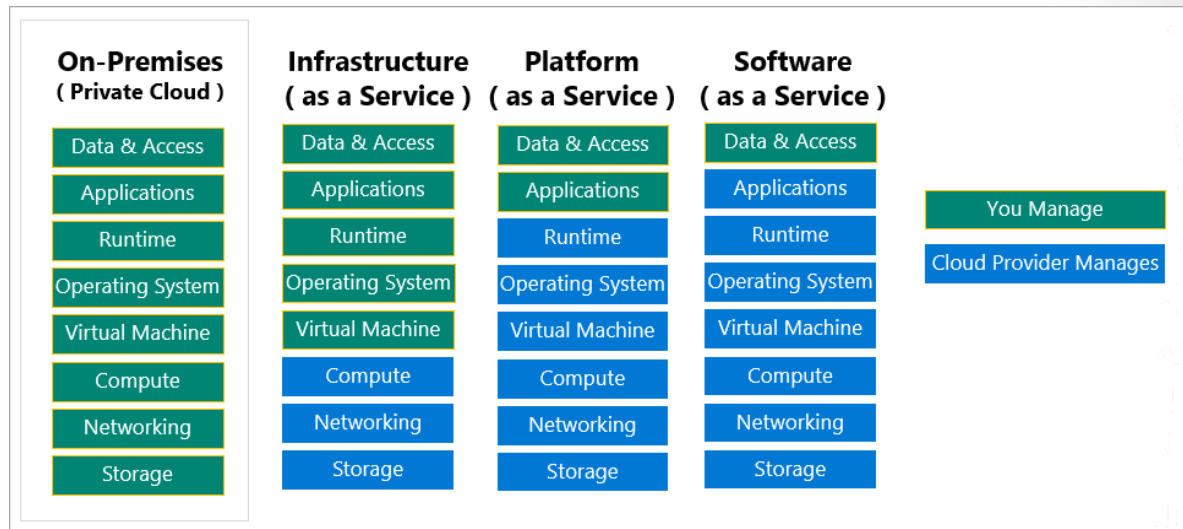 On-Premises
( Private Cloud )
Data & Access
Applications
Runtime
Operating System
Virtual Machine
Compute
Networking
Storage
Infrastructure
( as a Service )
Data & Access
Applications
Runtime
Operating System
Virtual Machine
Compute
Networking
Storage
Platform
( as a Service )
Data & Access
Applications
Runtime
Operating System
Virtual Machine
Compute
Networking
Storage
Software
( as a Service )
Data & Access
Applications
Runtime
Operating System
Virtual Machine
Compute
Networking
Storage
You Manage
Cloud Provider Manages